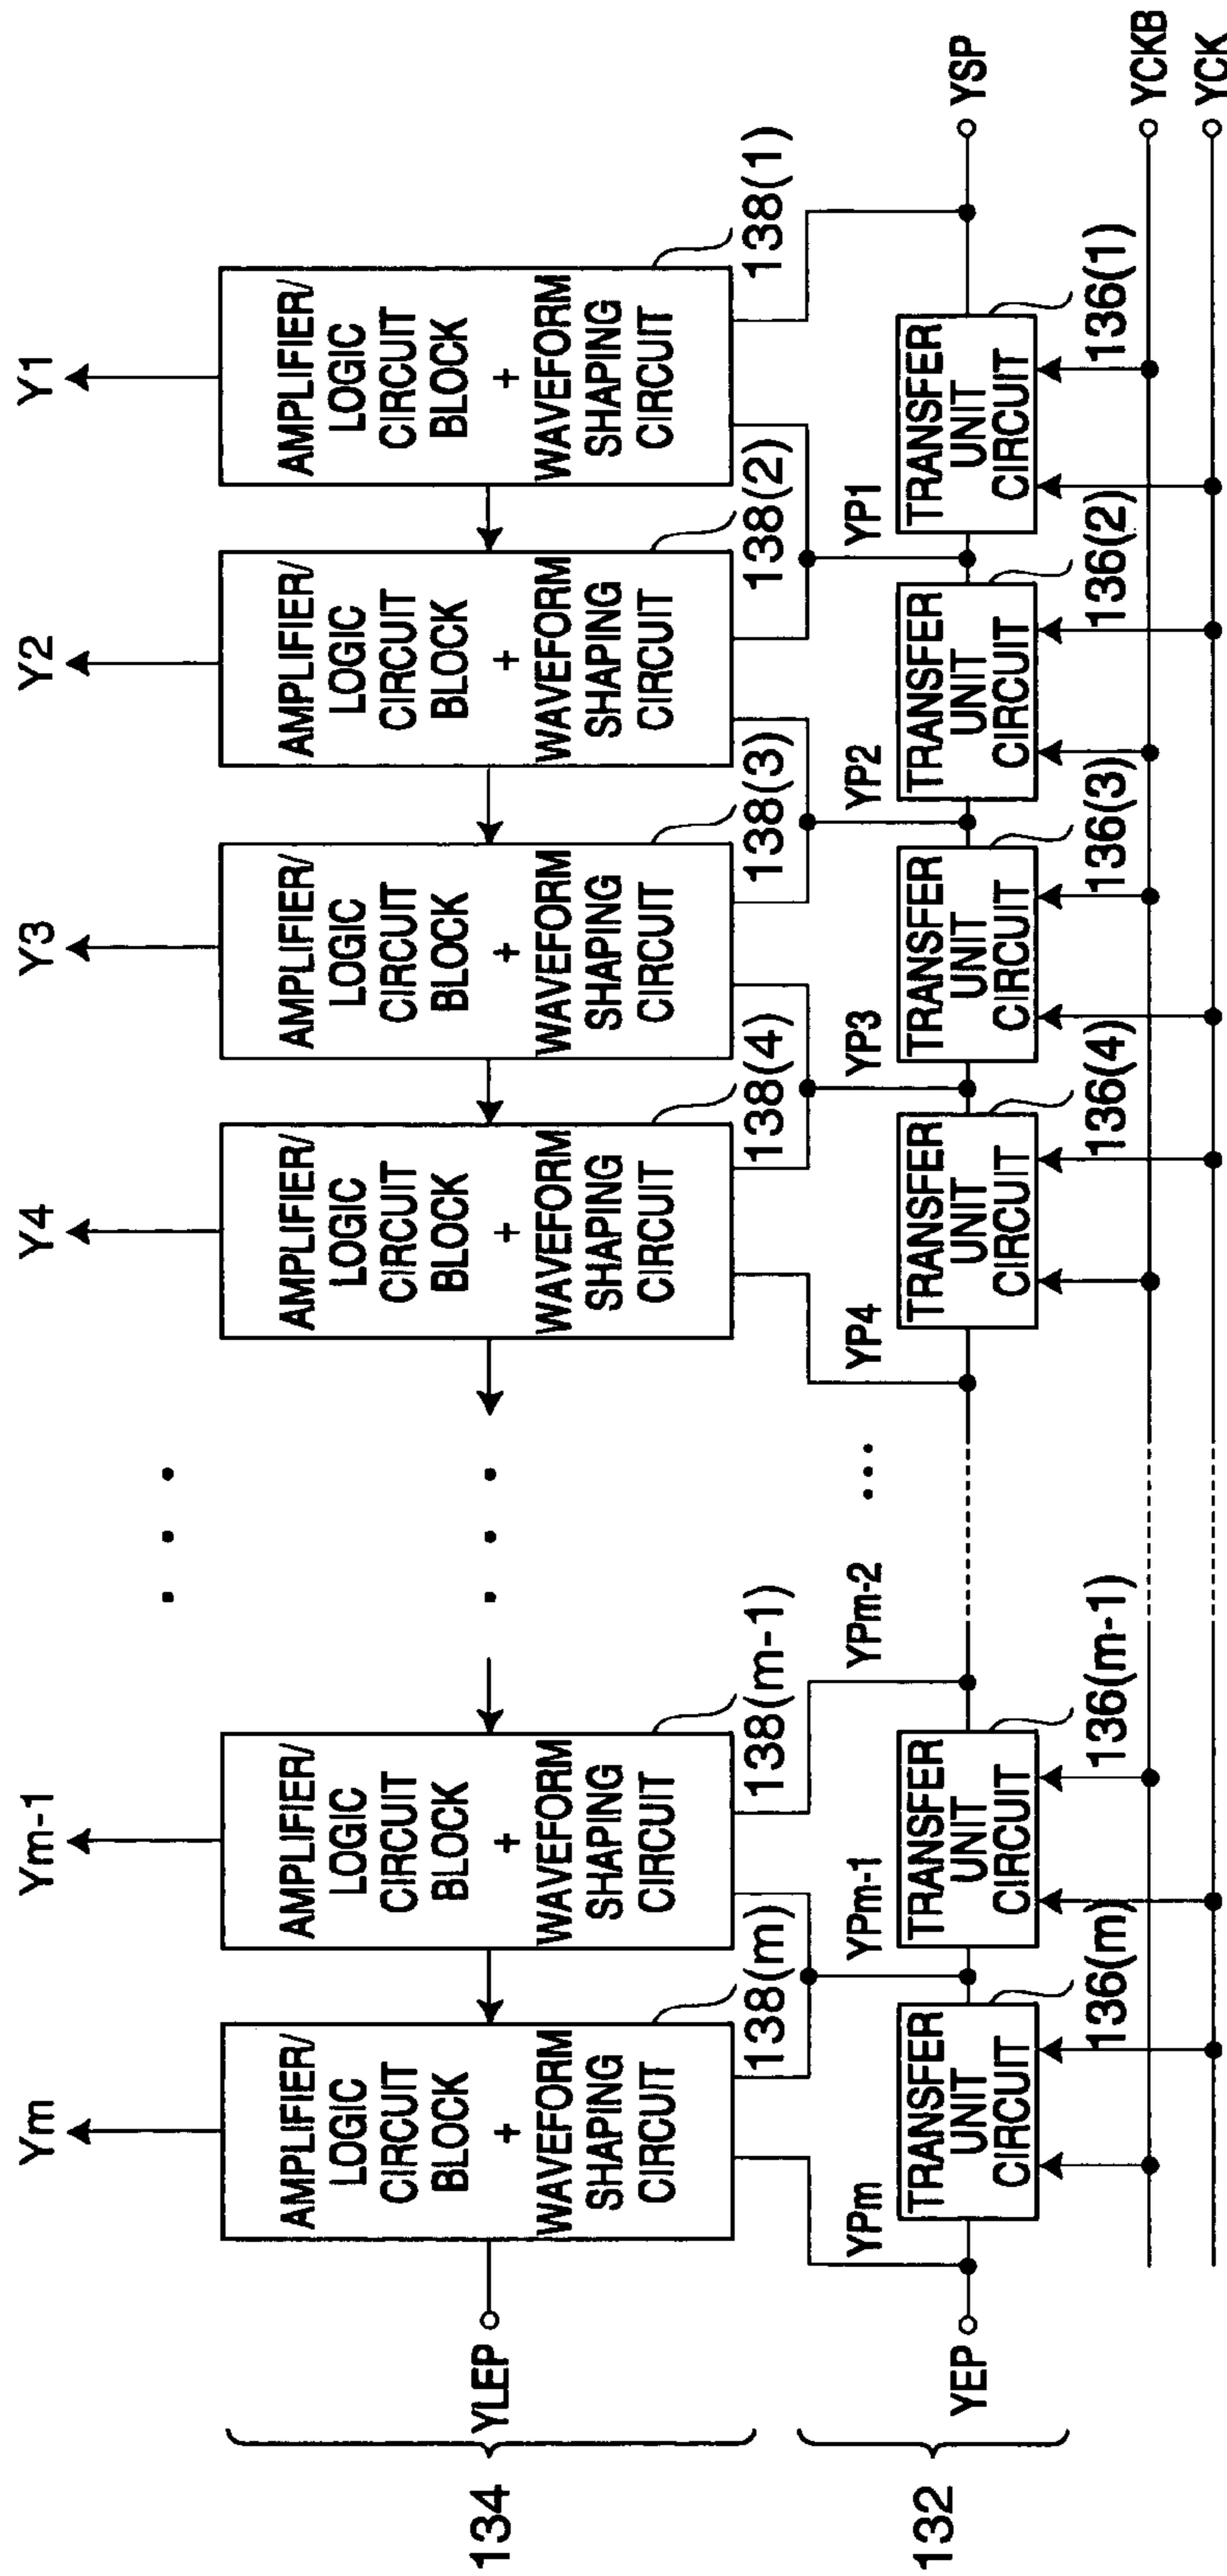 Ym
Ym-1
Y4
Y3
Y2
Y1
134
YLEP
AMPLIFIER/
LOGIC
CIRCUIT
BLOCK
+
WAVEFORM
SHAPING
CIRCUIT
138(m)
AMPLIFIER/
LOGIC
CIRCUIT
BLOCK
+
WAVEFORM
SHAPING
CIRCUIT
138(m-1)
AMPLIFIER/
LOGIC
CIRCUIT
BLOCK
+
WAVEFORM
SHAPING
CIRCUIT
138(4)
AMPLIFIER/
LOGIC
CIRCUIT
BLOCK
+
WAVEFORM
SHAPING
CIRCUIT
138(3)
AMPLIFIER/
LOGIC
CIRCUIT
BLOCK
+
WAVEFORM
SHAPING
CIRCUIT
138(2)
AMPLIFIER/
LOGIC
CIRCUIT
BLOCK
+
WAVEFORM
SHAPING
CIRCUIT
138(1)
YPm
YPm-1
YPm-2
YP4
YP3
YP2
YP1
132
YEP
TRANSFER
UNIT
CIRCUIT
136(m)
TRANSFER
UNIT
CIRCUIT
136(m-1)
TRANSFER
UNIT
CIRCUIT
136(4)
TRANSFER
UNIT
CIRCUIT
136(3)
TRANSFER
UNIT
CIRCUIT
136(2)
TRANSFER
UNIT
CIRCUIT
136(1)
YSP
YCKB
YCK